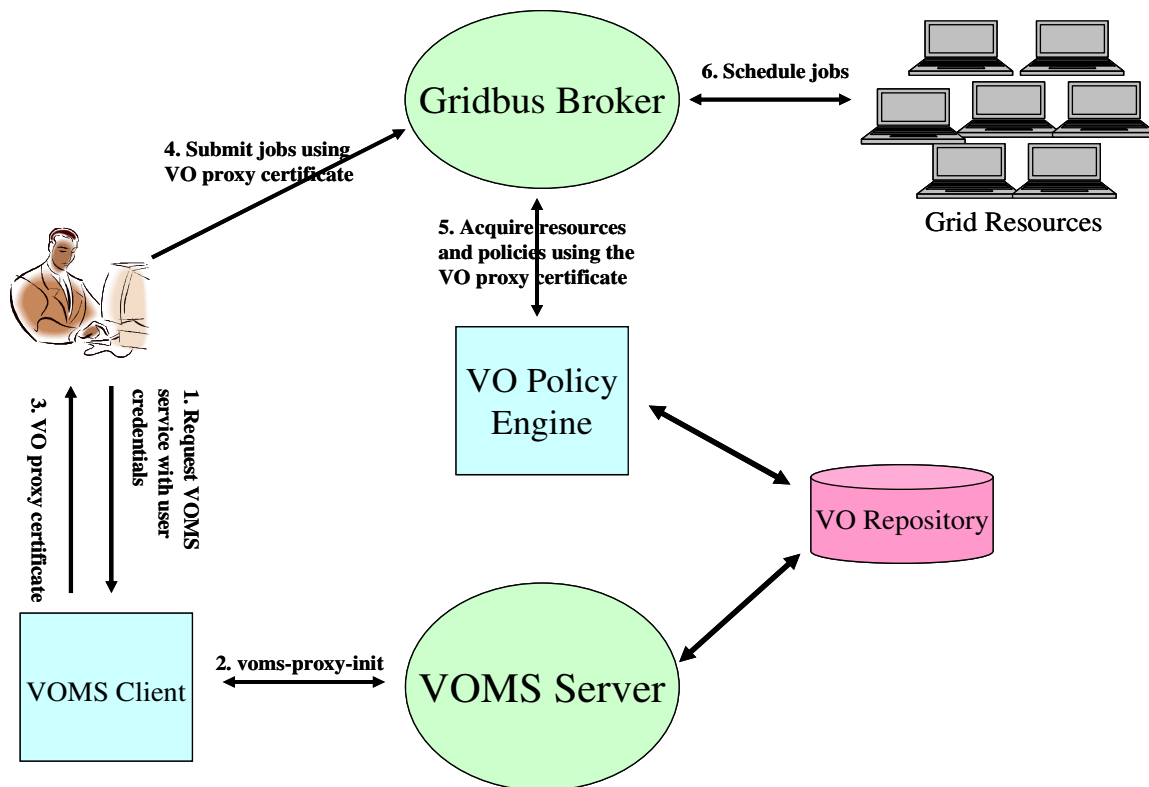 Gridbus Broker
6. Schedule jobs
Grid Resources
4. Submit jobs using
VO proxy certificate
5. Acquire resources
and policies using the
VO proxy certificate
VO Policy
Engine
1. Request VOMS
service with user
credentials
3. VO proxy certificate
VO Repository
2. voms-proxy-init
VOMS Client
VOMS Server